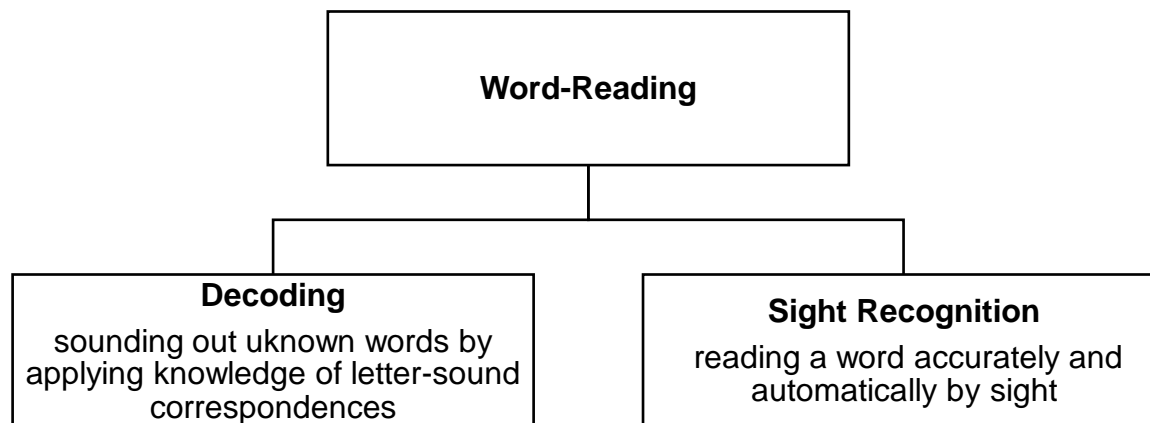 Word-Reading
Decoding
sounding out uknown words by
applying knowledge of letter-sound
correspondences
Sight Recognition
reading a word accurately and
automatically by sight